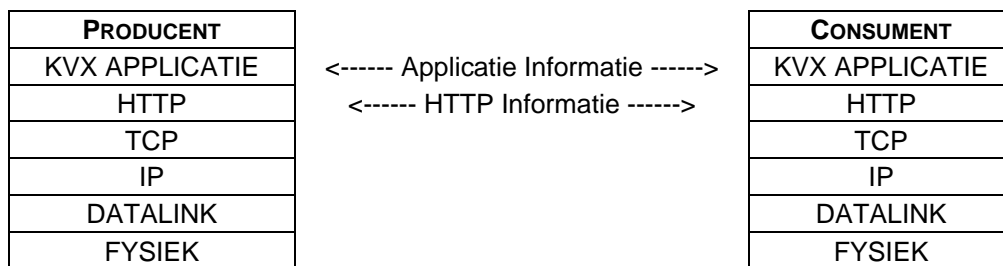 PRODUCENT CONSUMENT
KVX APPLICATIE <------ Applicatie Informatie ------> KVX APPLICATIE
HTTP <------ HTTP Informatie ------> HTTP
TCP TCP
IP IP
DATALINK DATALINK
FYSIEK FYSIEK